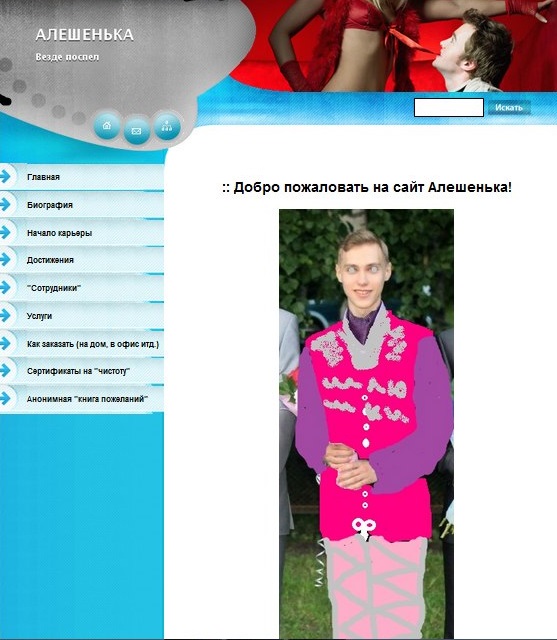 АЛЕШЕНЬКА
Везде поспел
Искать
:: Добро пожаловать на сайт Алешенька!
Главная
Биография
Начало карьеры
Достижения
"Сотрудники"
Услуги
Как заказать (на дом, в офис итд.)
Сертификаты на "чистоту"
Анонимная "книга пожеланий"